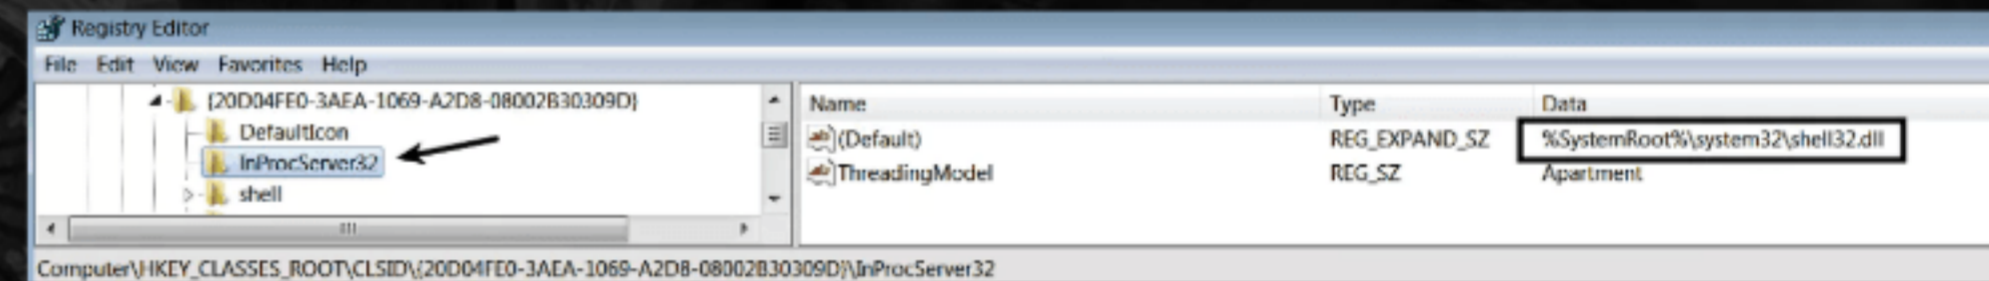 Registry Editor
File Edit View Favorites Help
{20D04FE0-3AEA-1069-A2D8-08002B30309D}
DefaultIcon
InProcServer32
shell
Name Type Data
(Default) REG_EXPAND_SZ %SystemRoot%\system32\shell32.dll
ThreadingModel REG_SZ Apartment
Computer\HKEY_CLASSES_ROOT\CLSID\{20D04FE0-3AEA-1069-A2D8-08002B30309D}\InProcServer32